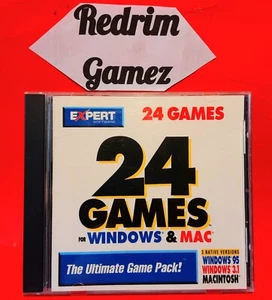 Redrim
Gamez
EXPERT
SOFTWARE
24 GAMES
24
GAMES
FOR WINDOWS® & MAC®
3 NATIVE VERSIONS
WINDOWS 95
WINDOWS 3.1
MACINTOSH
The Ultimate Game Pack!